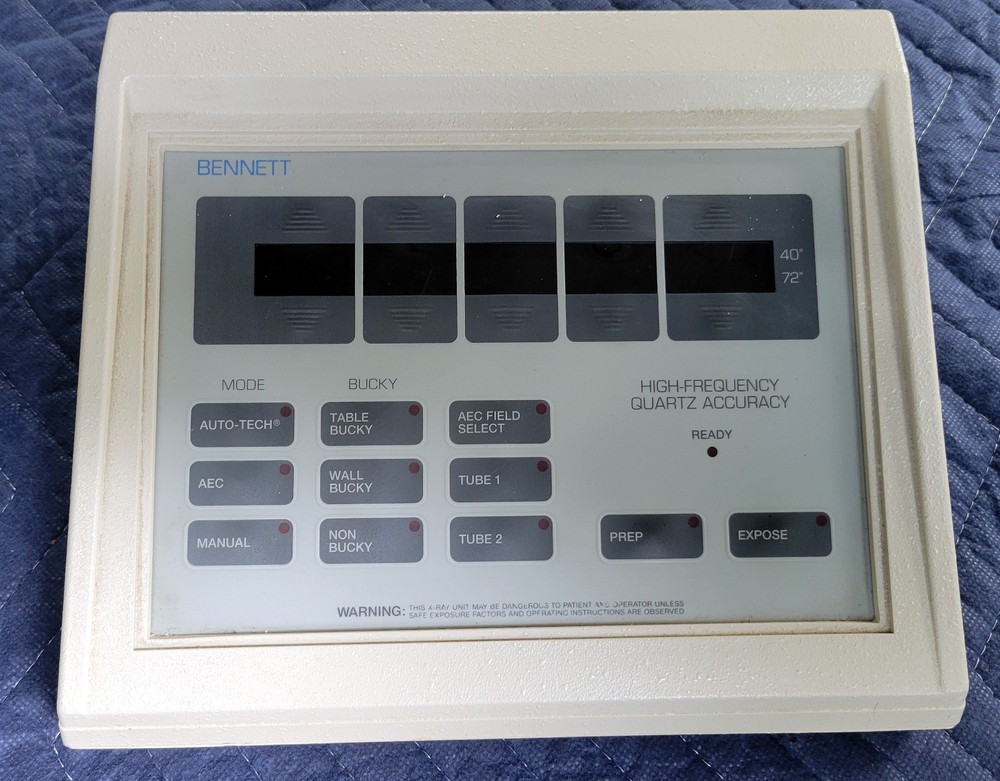 BENNETT
40"
72"
MODE
BUCKY
HIGH-FREQUENCY
QUARTZ ACCURACY
AUTO-TECH®
TABLE
BUCKY
AEC FIELD
SELECT
READY
AEC
WALL
BUCKY
TUBE 1
MANUAL
NON
BUCKY
TUBE 2
PREP
EXPOSE
WARNING: THIS X-RAY UNIT MAY BE DANGEROUS TO PATIENT AND OPERATOR UNLESS
SAFE EXPOSURE FACTORS AND OPERATING INSTRUCTIONS ARE OBSERVED